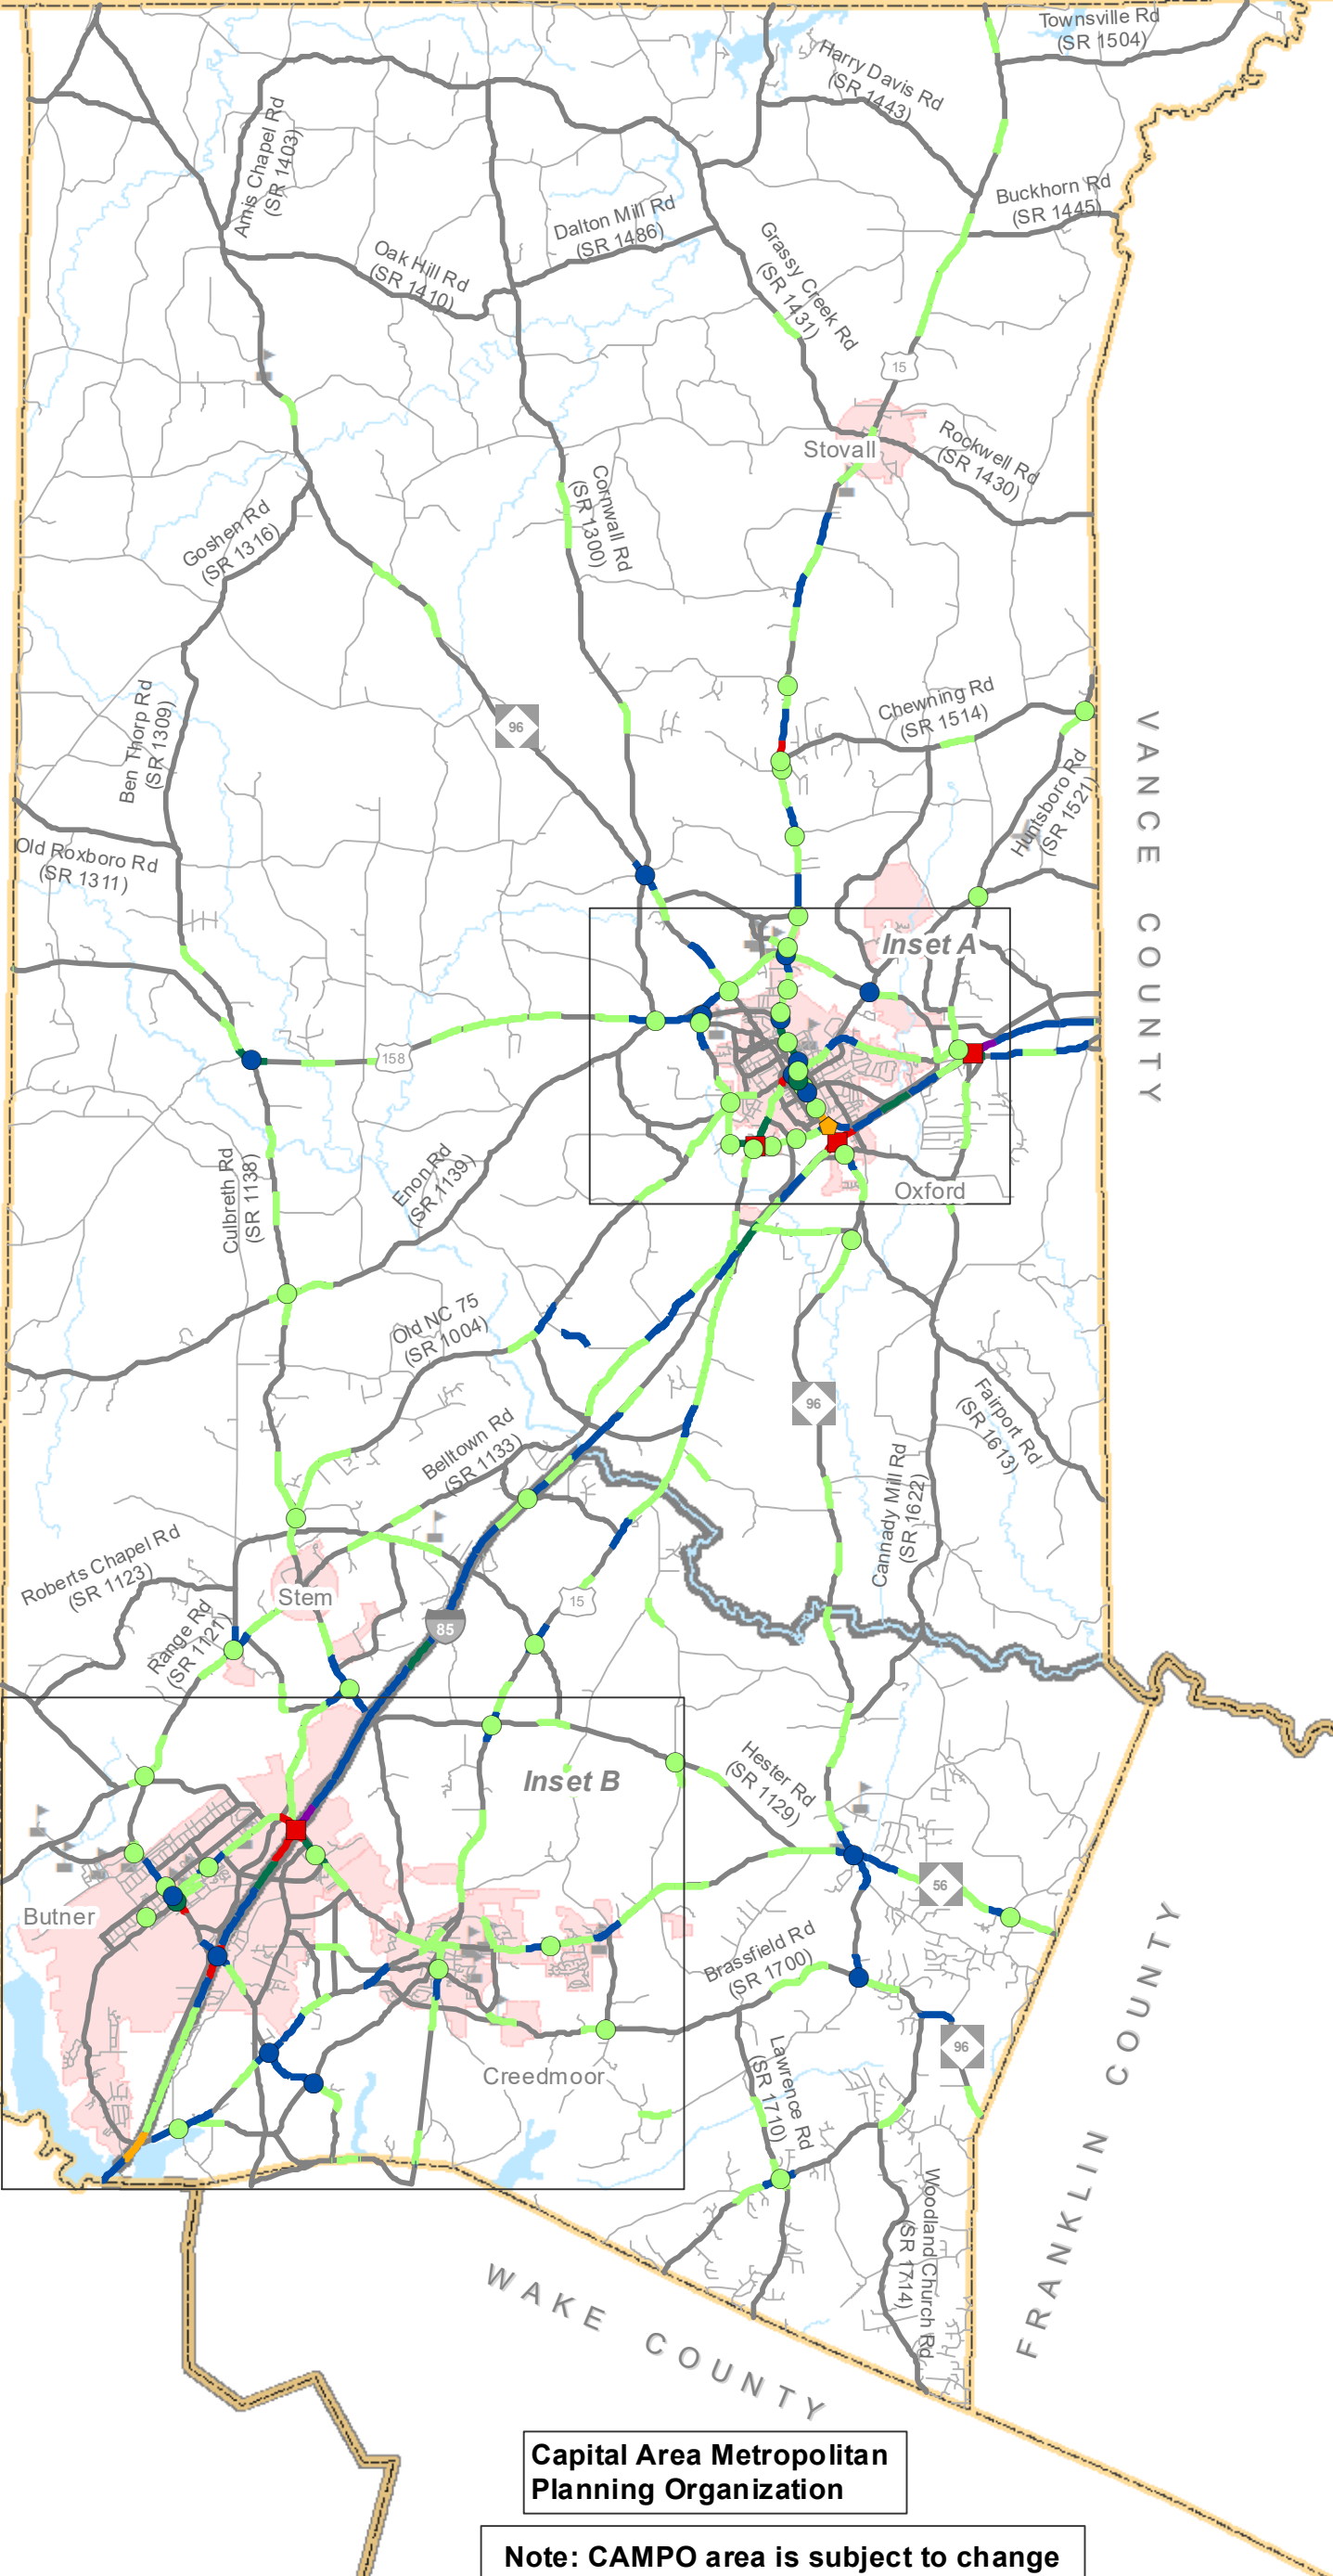 Townsville Rd
(SR 1504)
Harry Davis Rd
(SR 1443)
Amis Chapel Rd
(SR 1403)
Buckhorn Rd
(SR 1445)
Dalton Mill Rd
(SR 1486)
Oak Hill Rd
(SR 1410)
Grassy Creek Rd
(SR 1431)
15
Stovall
Rockwell Rd
(SR 1430)
Cornwall Rd
(SR 1300)
Goshen Rd
(SR 1316)
Ben Thorp Rd
(SR 1309)
96
Chewning Rd
(SR 1514)
VANCE COUNTY
Huntsboro Rd
(SR 1521)
Old Roxboro Rd
(SR 1311)
Inset A
158
Culbreth Rd
(SR 1138)
Enon Rd
(SR 1139)
Oxford
Old NC 75
(SR 1004)
96
Fairport Rd
(SR 1613)
Belltown Rd
(SR 1133)
Cannady Mill Rd
(SR 1622)
Roberts Chapel Rd
(SR 1123)
Stem
15
Range Rd
(SR 1121)
85
Inset B
Hester Rd
(SR 1129)
56
Butner
Brassfield Rd
(SR 1700)
96
Lawrence Rd
(SR 1710)
Creedmoor
FRANKLIN COUNTY
Woodland Church Rd
(SR 1714)
WAKE COUNTY
Capital Area Metropolitan
Planning Organization
Note: CAMPO area is subject to change